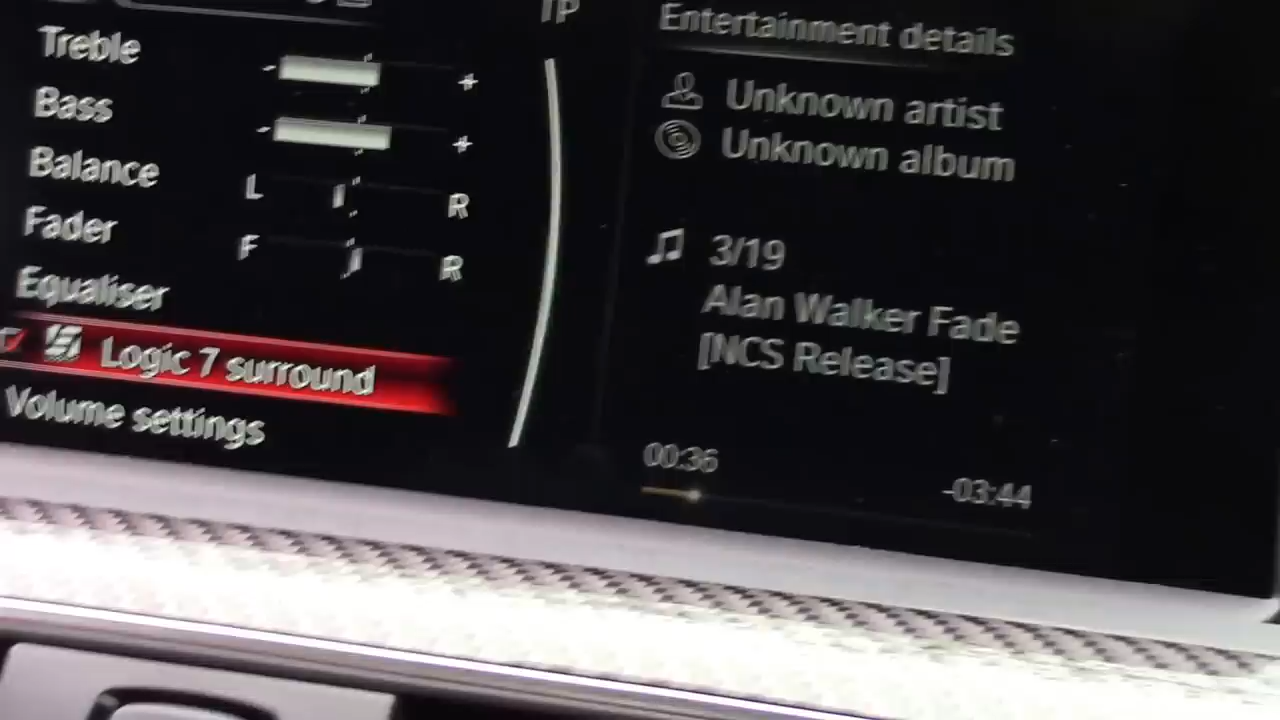 TP
Treble - +
Bass - +
Balance L R
Fader F R
Equaliser
Logic 7 surround
Volume settings
Entertainment details
Unknown artist
Unknown album
3/19
Alan Walker Fade
[NCS Release]
00:36 -03:44